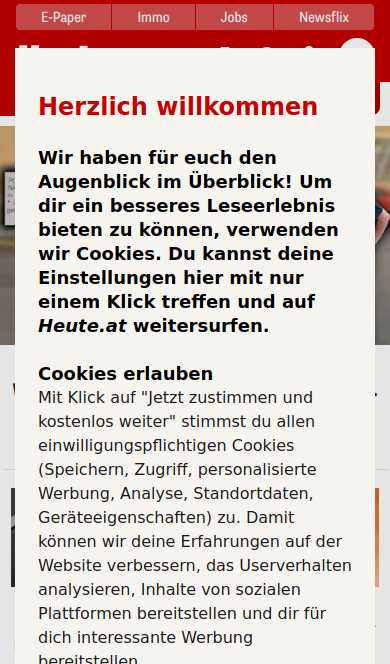 E-Paper
Immo
Jobs
Newsflix
Herzlich willkommen
Wir haben für euch den
Augenblick im Überblick! Um
dir ein besseres Leseerlebnis
bieten zu können, verwenden
wir Cookies. Du kannst deine
Einstellungen hier mit nur
einem Klick treffen und auf
Heute.at weitersurfen.
Cookies erlauben
Mit Klick auf "Jetzt zustimmen und
kostenlos weiter" stimmst du allen
einwilligungspflichtigen Cookies
(Speichern, Zugriff, personalisierte
Werbung, Analyse, Standortdaten,
Geräteeigenschaften) zu. Damit
können wir deine Erfahrungen auf der
Website verbessern, das Userverhalten
analysieren, Inhalte von sozialen
Plattformen bereitstellen und dir für
dich interessante Werbung
bereitstellen